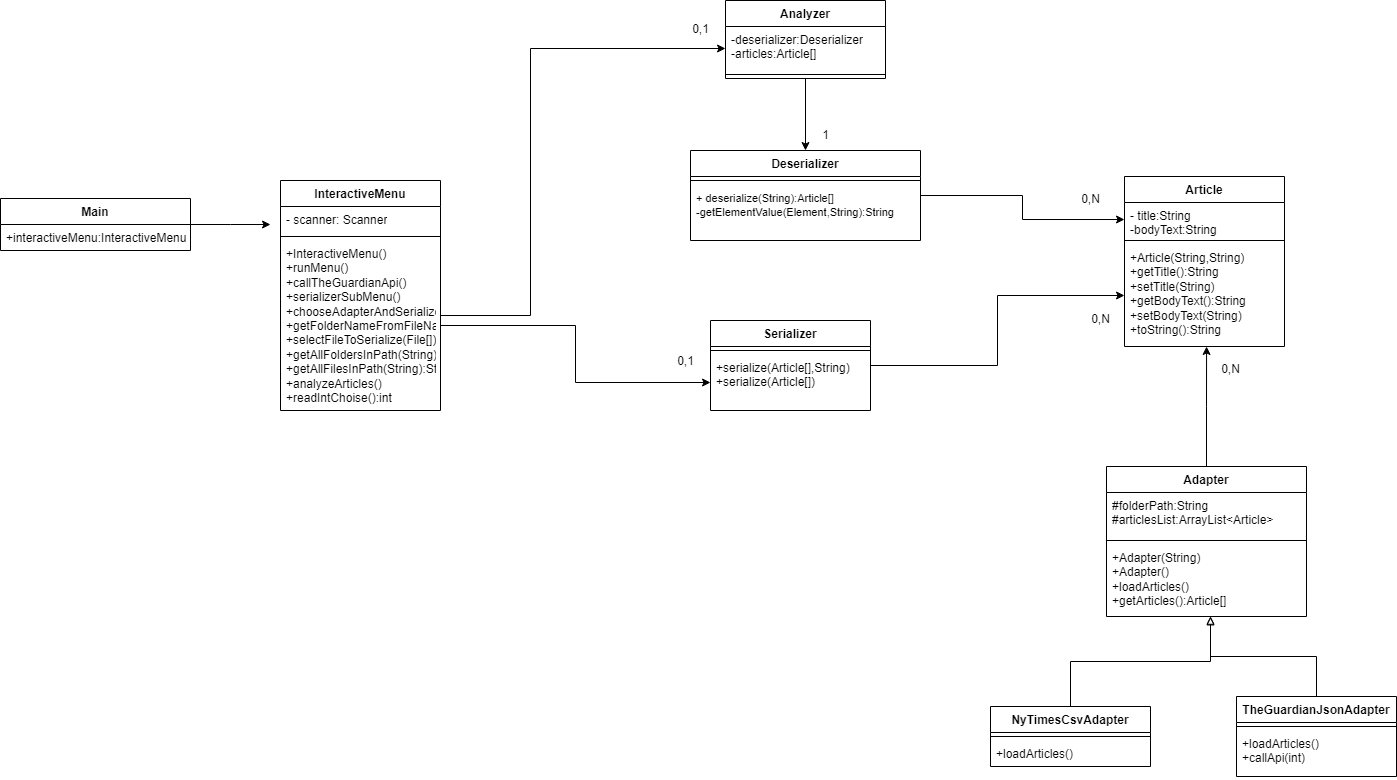 Analyzer
-deserializer:Deserializer
-articles:Article[]
0,1
1
Deserializer
+ deserialize(String):Article[]
-getElementValue(Element,String):String
0,N
Article
- title:String
-bodyText:String
+Article(String,String)
+getTitle():String
+setTitle(String)
+getBodyText():String
+setBodyText(String)
+toString():String
Main
+interactiveMenu:InteractiveMenu
InteractiveMenu
- scanner: Scanner
+InteractiveMenu()
+runMenu()
+callTheGuardianApi()
+serializerSubMenu()
+chooseAdapterAndSerialize
+getFolderNameFromFileNa
+selectFileToSerialize(File[])
+getAllFoldersInPath(String)
+getAllFilesInPath(String):St
+analyzeArticles()
+readIntChoise():int
0,1
Serializer
+serialize(Article[],String)
+serialize(Article[])
0,N
0,N
Adapter
#folderPath:String
#articlesList:ArrayList<Article>
+Adapter(String)
+Adapter()
+loadArticles()
+getArticles():Article[]
NyTimesCsvAdapter
+loadArticles()
TheGuardianJsonAdapter
+loadArticles()
+callApi(int)